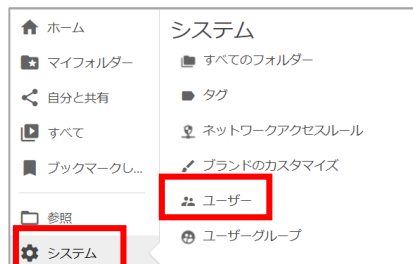 ホーム
マイフォルダー
自分と共有
すべて
ブックマークし...
参照
システム
システム
すべてのフォルダー
タグ
ネットワークアクセスルール
ブランドのカスタマイズ
ユーザー
ユーザーグループ